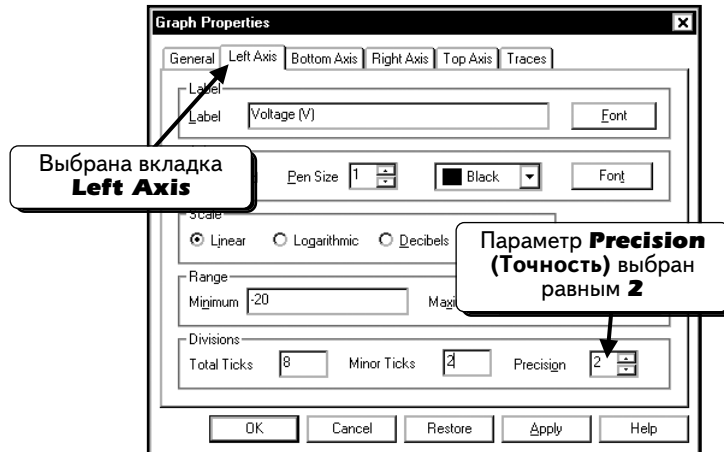 Graph Properties
General Left Axis Bottom Axis Right Axis Top Axis Traces
Label
Label Voltage (V) Font
Выбрана вкладка
Left Axis
Pen Size 1 Black Font
Scale
Linear Logarithmic Decibels
Параметр Precision
(Точность) выбран
равным 2
Range
Minimum -20
Divisions
Total Ticks 8 Minor Ticks 2 Precision 2
OK Cancel Restore Apply Help